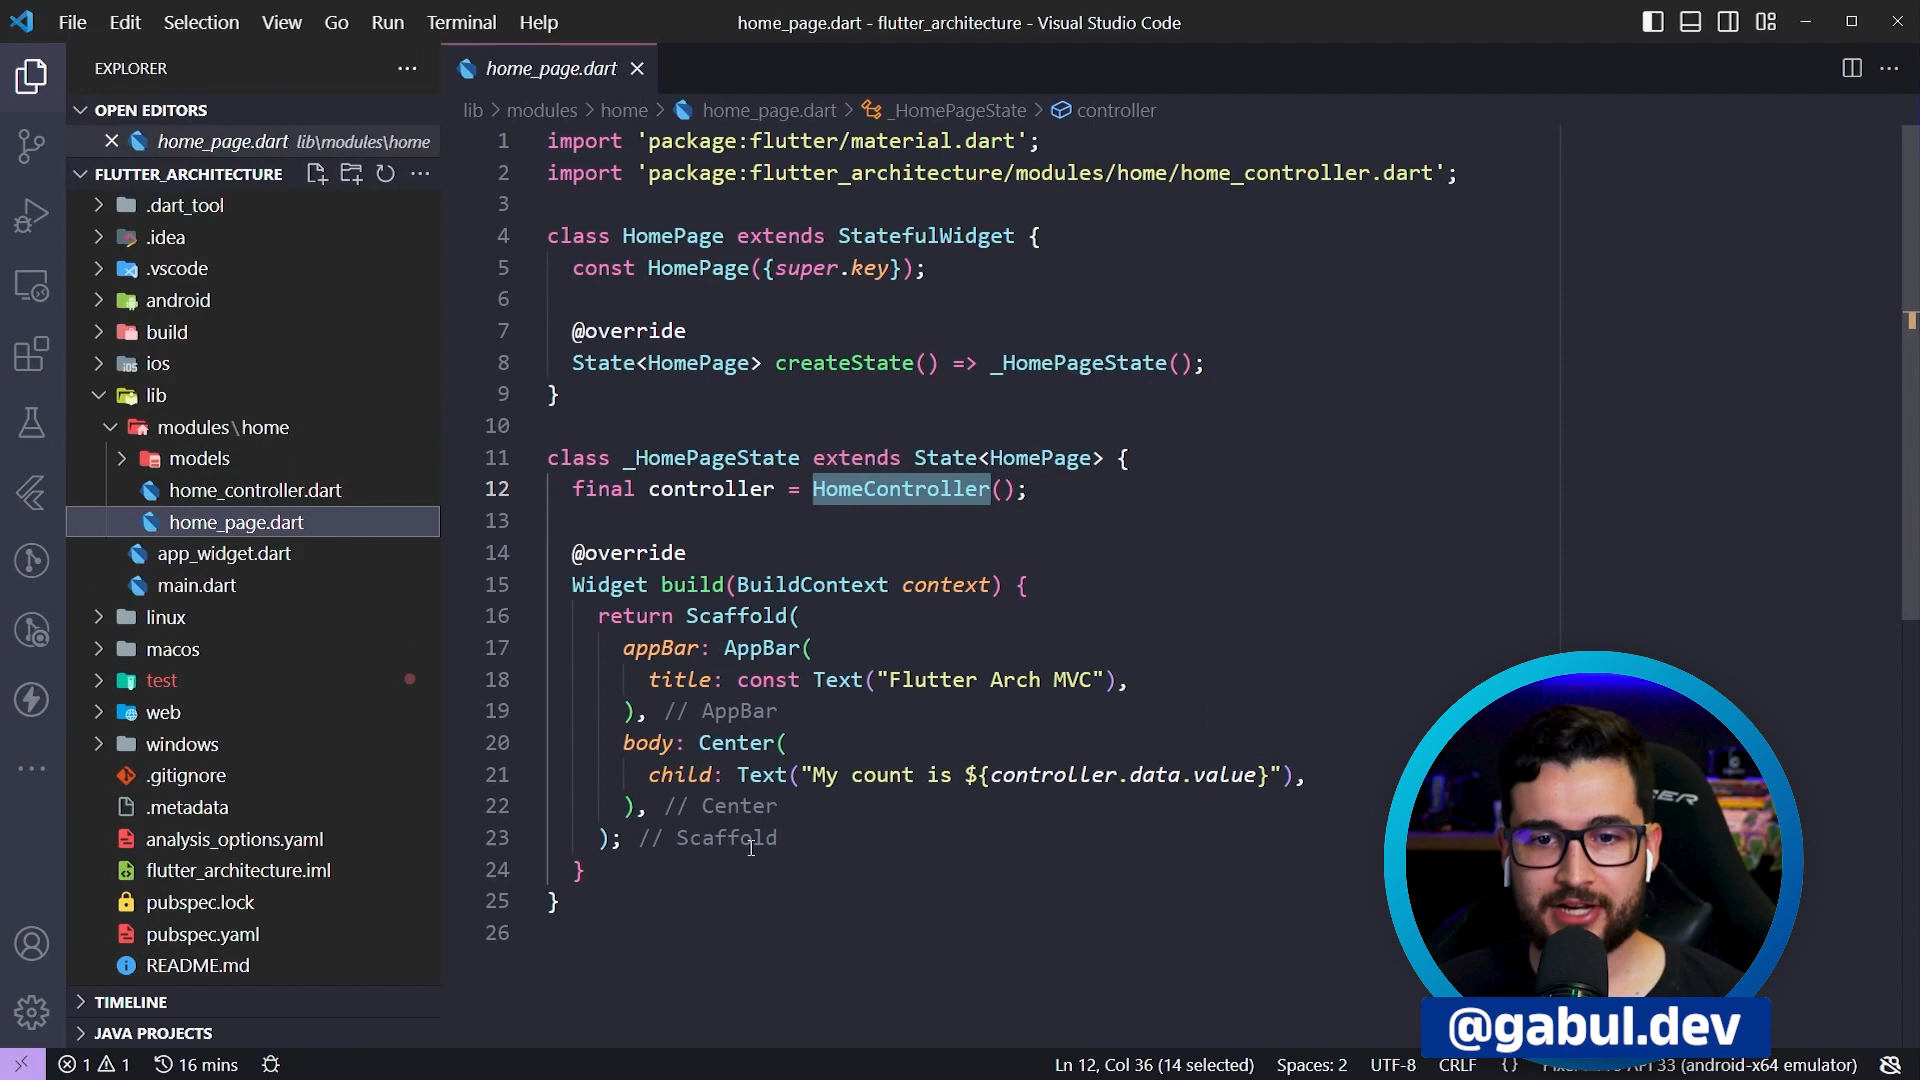 File Edit Selection View Go Run Terminal Help
home_page.dart - flutter_architecture - Visual Studio Code
EXPLORER
OPEN EDITORS
home_page.dart lib\modules\home
FLUTTER_ARCHITECTURE
.dart_tool
.idea
.vscode
android
build
ios
lib
modules\home
models
home_controller.dart
home_page.dart
app_widget.dart
main.dart
linux
macos
test
web
windows
.gitignore
.metadata
analysis_options.yaml
flutter_architecture.iml
pubspec.lock
pubspec.yaml
README.md
TIMELINE
JAVA PROJECTS
home_page.dart
lib > modules > home > home_page.dart > _HomePageState > controller
1 import 'package:flutter/material.dart';
2 import 'package:flutter_architecture/modules/home/home_controller.dart';
3
4 class HomePage extends StatefulWidget {
5 const HomePage({super.key});
6
7 @override
8 State<HomePage> createState() => _HomePageState();
9 }
10
11 class _HomePageState extends State<HomePage> {
12 final controller = HomeController();
13
14 @override
15 Widget build(BuildContext context) {
16 return Scaffold(
17 appBar: AppBar(
18 title: const Text("Flutter Arch MVC"),
19 ), // AppBar
20 body: Center(
21 child: Text("My count is ${controller.data.value}"),
22 ), // Center
23 ); // Scaffold
24 }
25 }
26
@gabul.dev
1 1 16 mins
Ln 12, Col 36 (14 selected) Spaces: 2 UTF-8 CRLF {} 33 (android-x64 emulator)